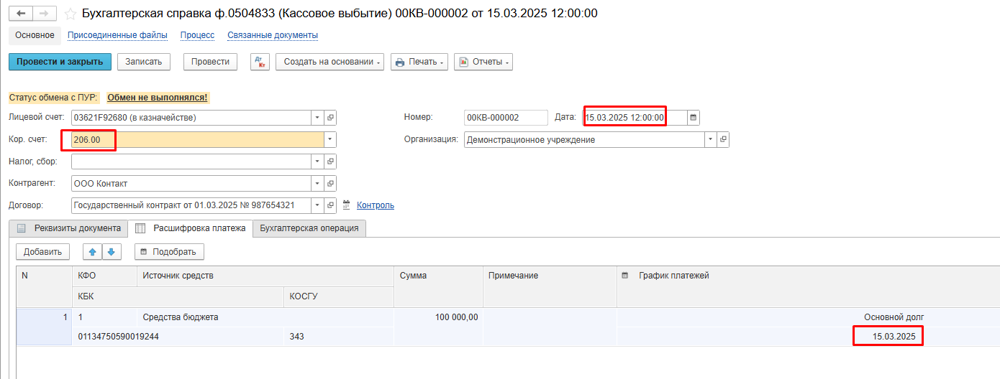 Бухгалтерская справка ф.0504833 (Кассовое выбытие) 00КВ-000002 от 15.03.2025 12:00:00
Основное Присоединенные файлы Процесс Связанные документы
Провести и закрыть Записать Провести Дт Кт Создать на основании Печать Отчеты
Статус обмена с ПУР: Обмен не выполнялся!
Лицевой счет: 03621F92680 (в казначействе) Номер: 00КВ-000002 Дата: 15.03.2025 12:00:00
Кор. счет: 206.00 Организация: Демонстрационное учреждение
Налог, сбор:
Контрагент: ООО Контакт
Договор: Государственный контракт от 01.03.2025 № 987654321 Контроль
Реквизиты документа Расшифровка платежа Бухгалтерская операция
Добавить Подобрать
N КФО Источник средств Сумма Примечание График платежей
КБК КОСГУ
1 1 Средства бюджета 100 000,00 Основной долг
01134750590019244 343 15.03.2025